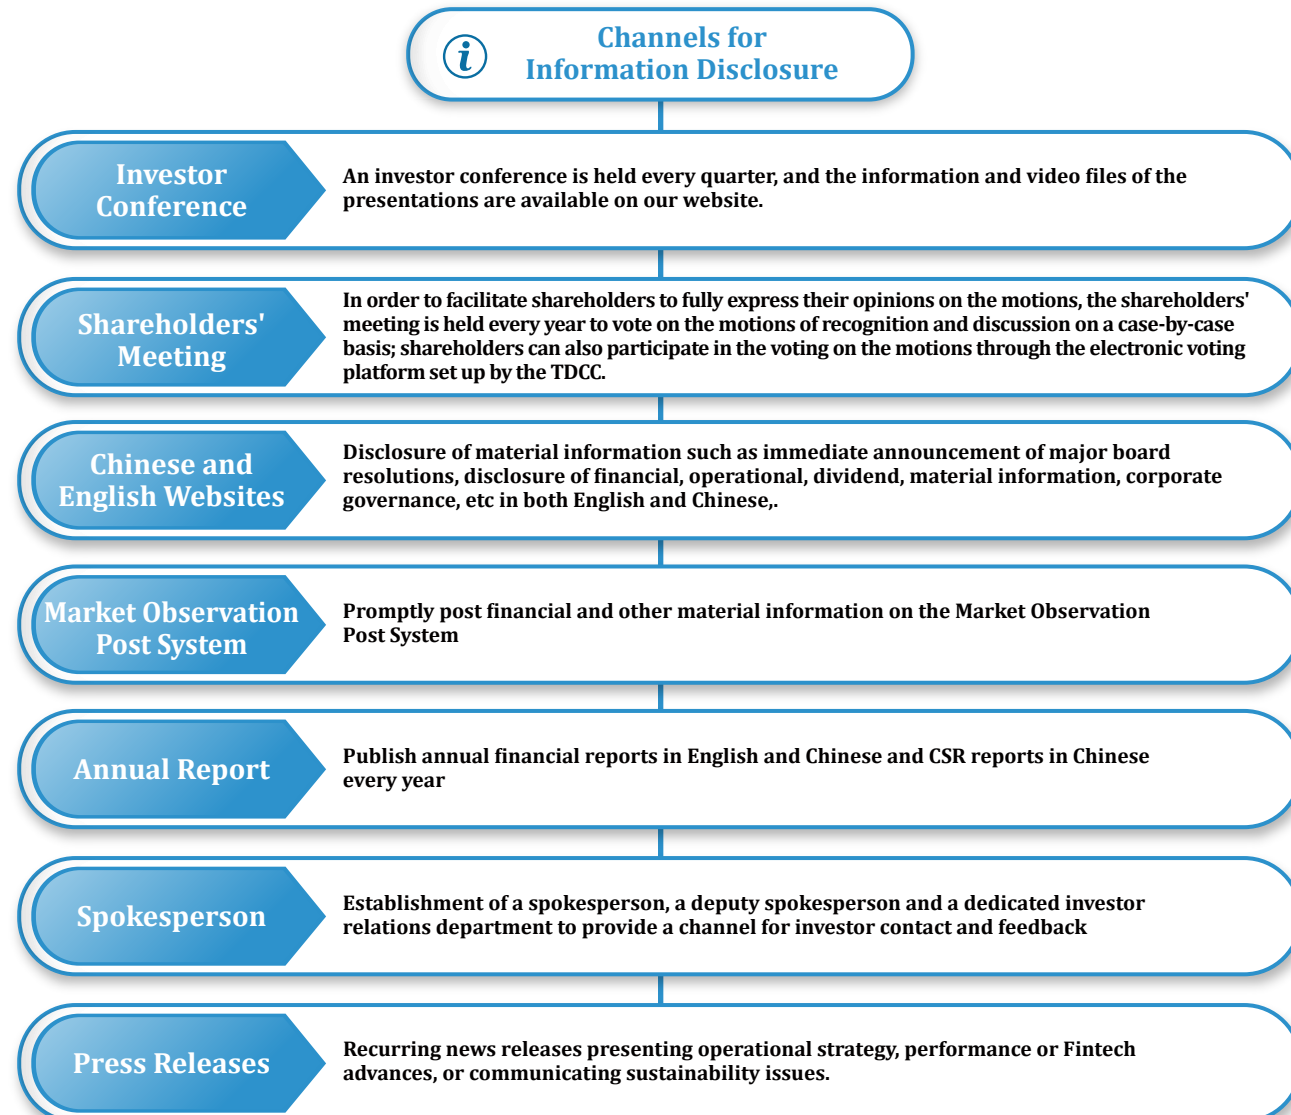 i
Channels for
Information Disclosure
Investor
Conference
An investor conference is held every quarter, and the information and video files of the
presentations are available on our website.
Shareholders'
Meeting
In order to facilitate shareholders to fully express their opinions on the motions, the shareholders'
meeting is held every year to vote on the motions of recognition and discussion on a case-by-case
basis; shareholders can also participate in the voting on the motions through the electronic voting
platform set up by the TDCC.
Chinese and
English Websites
Disclosure of material information such as immediate announcement of major board
resolutions, disclosure of financial, operational, dividend, material information, corporate
governance, etc in both English and Chinese,.
Market Observation
Post System
Promptly post financial and other material information on the Market Observation
Post System
Annual Report
Publish annual financial reports in English and Chinese and CSR reports in Chinese
every year
Spokesperson
Establishment of a spokesperson, a deputy spokesperson and a dedicated investor
relations department to provide a channel for investor contact and feedback
Press Releases
Recurring news releases presenting operational strategy, performance or Fintech
advances, or communicating sustainability issues.